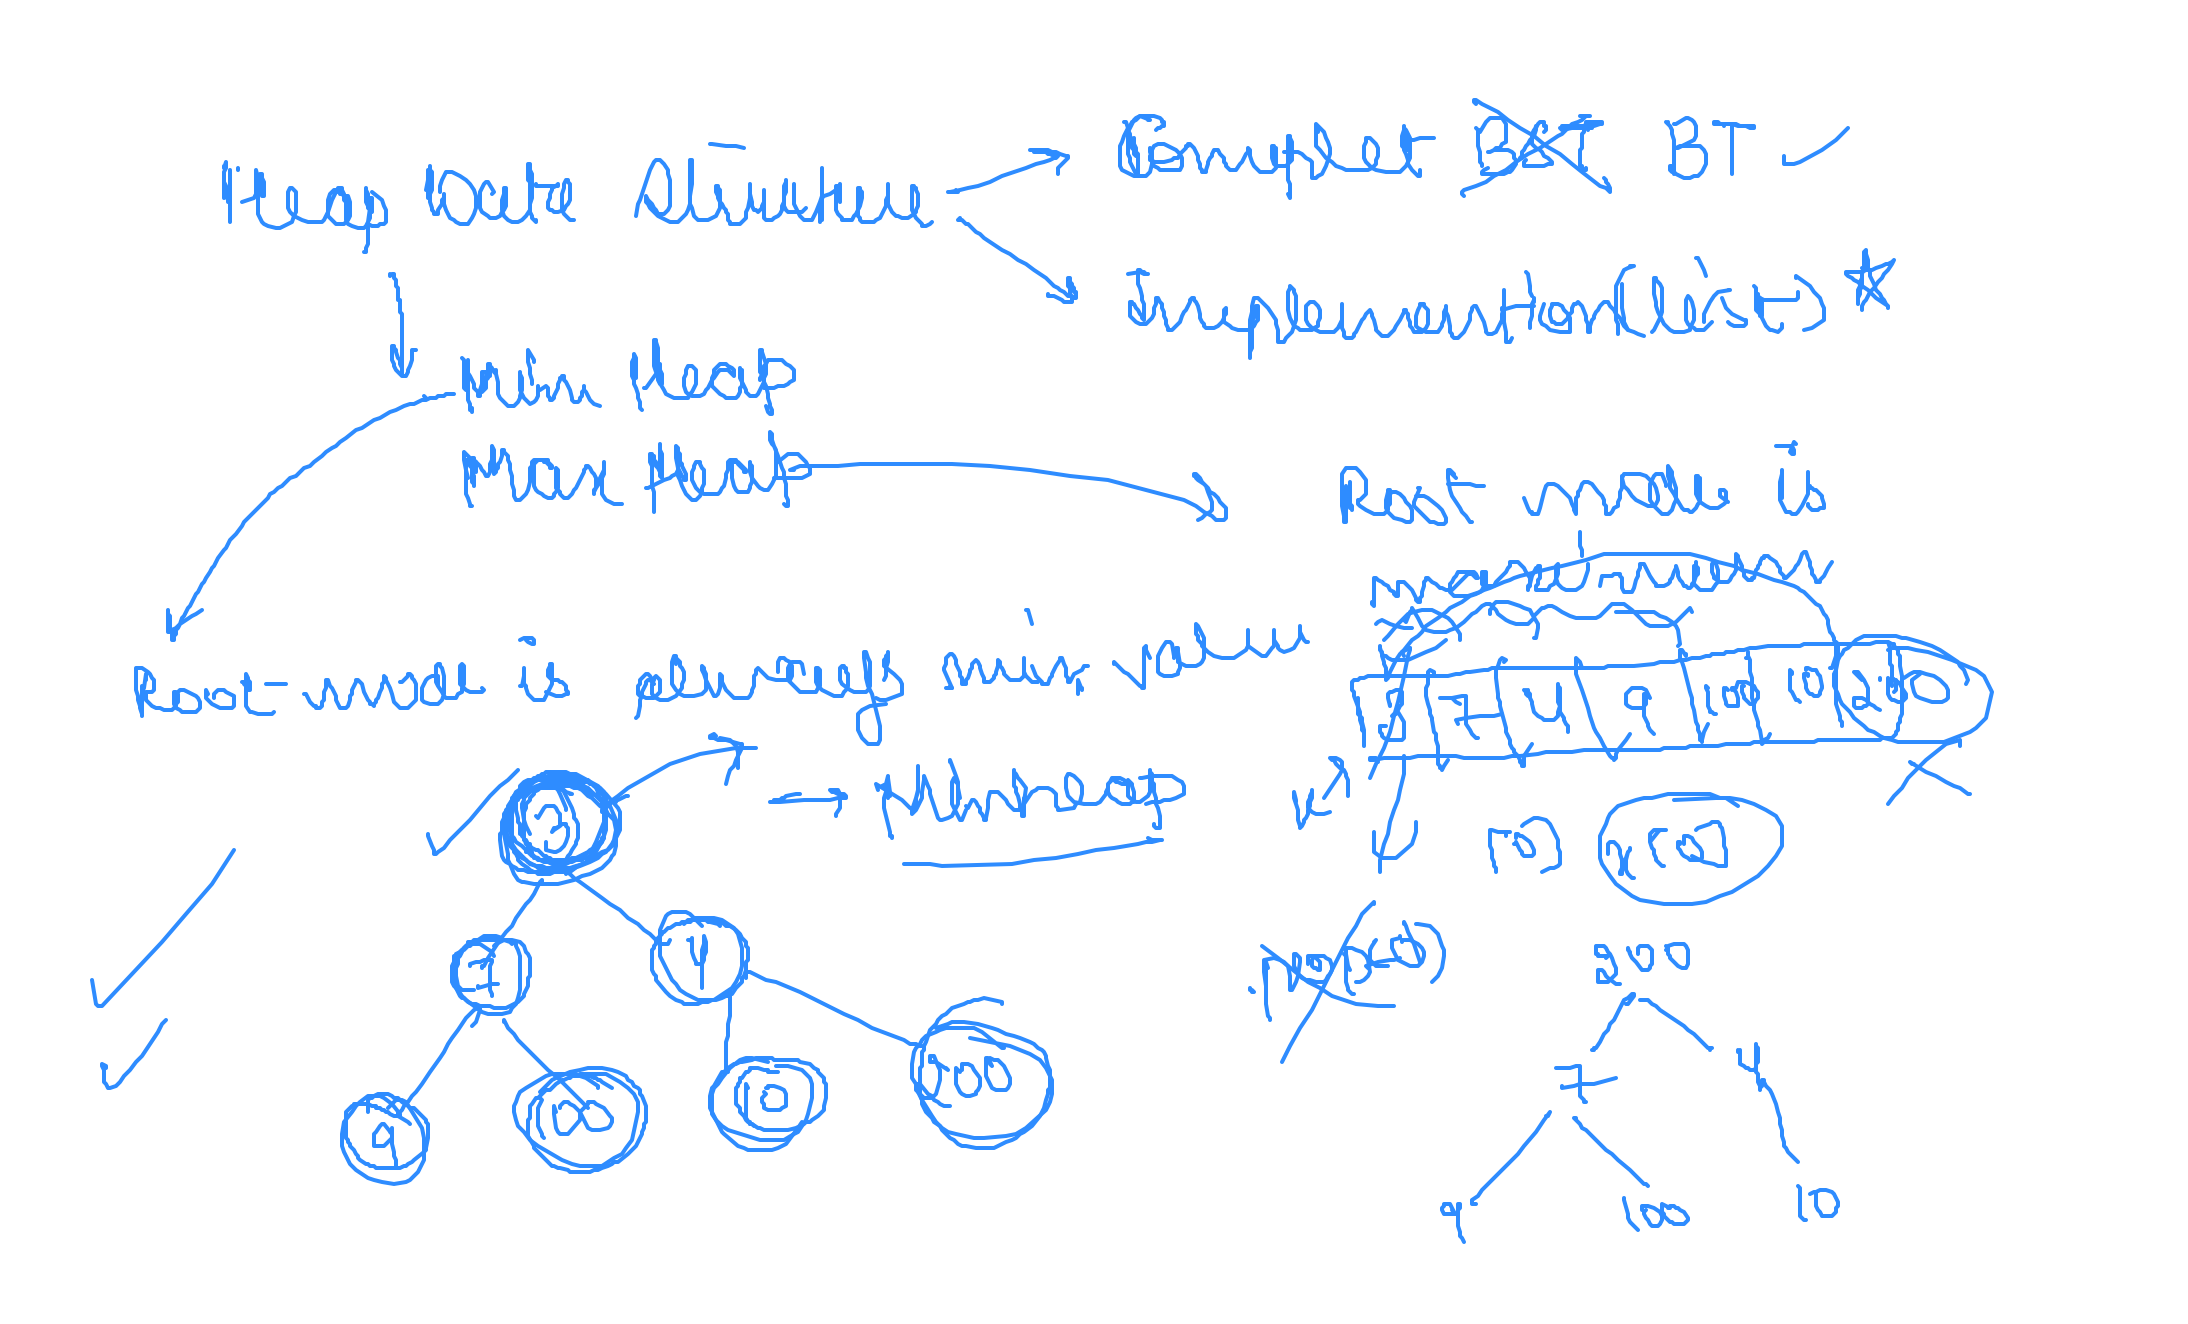 Heap Data Structure → Complet BST BT ✓
Implemention(list) ☆
Min Heap
Max Heap
Root node is
maximum
Root node is always min, value
3 7 4 9 100 10 200
→ Minheap
3
x[0]
7 4
.pop(0)
200
9 100 10 200
7 4
9 100 10